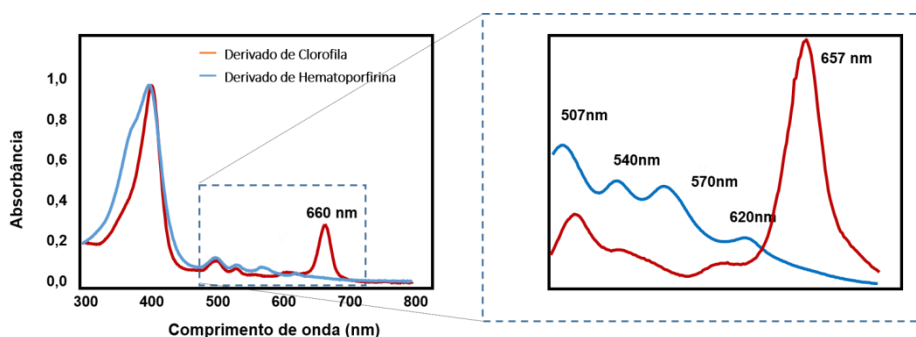 Derivado de Clorofila
Derivado de Hematoporfirina
Absorbância
1,0
0,8
0,6
0,4
0,2
0,0
660 nm
300 400 500 600 700 800
Comprimento de onda (nm)
657 nm
507nm
540nm
570nm
620nm